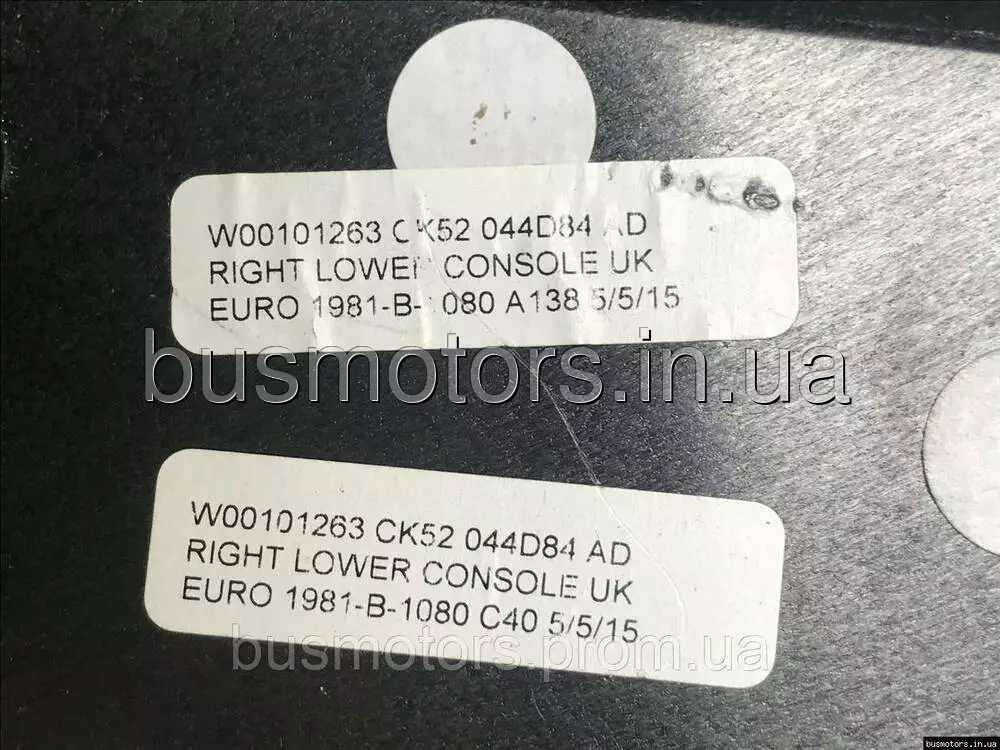 W00101263 CK52 044D84 AD
RIGHT LOWER CONSOLE UK
EURO 1981-B-1080 A138 5/5/15
busmotors.in.ua
W00101263 CK52 044D84 AD
RIGHT LOWER CONSOLE UK
EURO 1981-B-1080 C40 5/5/15
busmotors.prom.ua
busmotors.in.ua